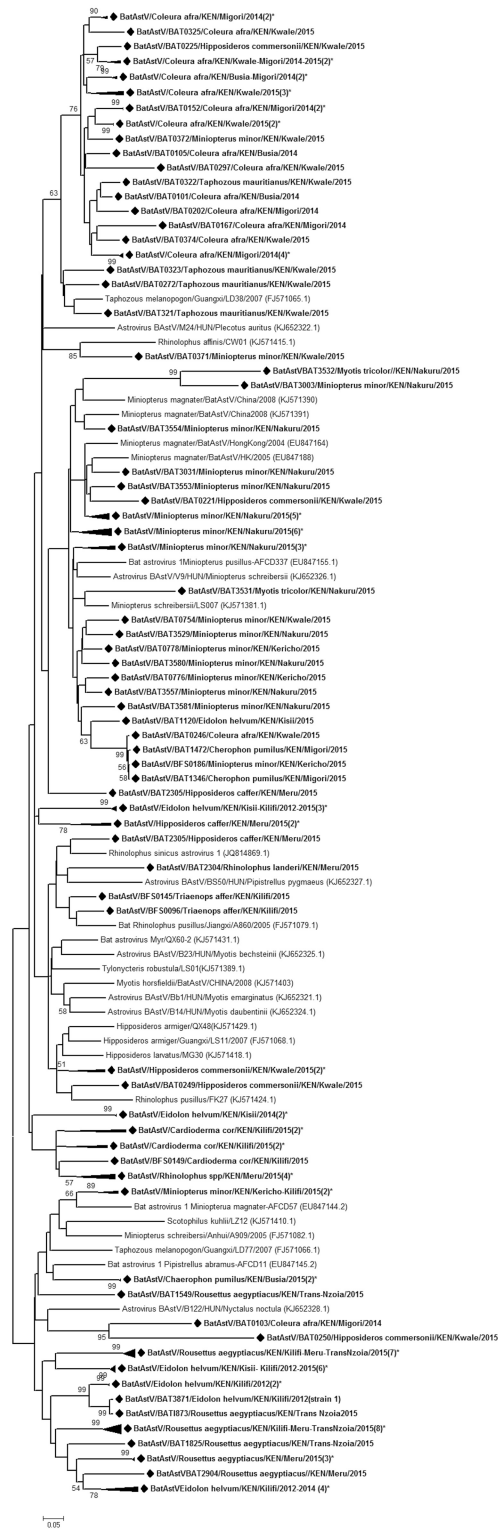 90
BatAstV/Coleura afra/KEN/Migori/2014(2)*
BatAstV/BAT0325/Coleura afra/KEN/Kwale/2015
BatAstV/BAT0225/Hipposideros commersonii/KEN/Kwale/2015
57
BatAstV/Coleura afra/KEN/Kwale-Migori/2014-2015(2)*
79
99
BatAstV/Coleura afra/KEN/Busia-Migori/2014(2)*
BatAstV/Coleura afra/KEN/Kwale/2015(3)*
76
99
BatAstV/BAT0152/Coleura afra/KEN/Migori/2014(2)*
BatAstV/Coleura afra/KEN/Kwale/2015(2)*
99
BatAstV/BAT0372/Miniopterus minor/KEN/Kwale/2015
BatAstV/BAT0105/Coleura afra/KEN/Busia/2014
BatAstV/BAT0297/Coleura afra/KEN/Kwale/2015
63
BatAstV/BAT0322/Taphozous mauritianus/KEN/Kwale/2015
BatAstV/BAT0101/Coleura afra/KEN/Busia/2014
BatAstV/BAT0202/Coleura afra/KEN/Migori/2014
BatAstV/BAT0167/Coleura afra/KEN/Migori/2014
BatAstV/BAT0374/Coleura afra/KEN/Kwale/2015
BatAstV/Coleura afra/KEN/Migori/2014(4)*
99
BatAstV/BAT0323/Taphozous mauritianus/KEN/Kwale/2015
BatAstV/BAT0272/Taphozous mauritianus/KEN/Kwale/2015
Taphozous melanopogon/Guangxi/LD38/2007 (FJ571065.1)
BatAstV/BAT321/Taphozous mauritianus/KEN/Kwale/2015
Astrovirus BAstV/M24/HUN/Plecotus auritus (KJ652322.1)
Rhinolophus affinis/CW01 (KJ571415.1)
85
BatAstV/BAT0371/Miniopterus minor/KEN/Kwale/2015
99
BatAstVBAT3532/Myotis tricolor//KEN/Nakuru/2015
BatAstV/BAT3003/Miniopterus minor/KEN/Nakuru/2015
Miniopterus magnater/BatAstV/China/2008 (KJ571390)
Miniopterus magnater/BatAstV/China2008 (KJ571391)
BatAstV/BAT3554/Miniopterus minor/KEN/Nakuru/2015
Miniopterus magnater/BatAstV/HongKong/2004 (EU847164)
Miniopterus magnater/BatAstV/HK/2005 (EU847188)
BatAstV/BAT3031/Miniopterus minor/KEN/Nakuru/2015
BatAstV/BAT3553/Miniopterus minor/KEN/Nakuru/2015
BatAstV/BAT0221/Hipposideros commersonii/KEN/Kwale/2015
BatAstV/Miniopterus minor/KEN/Nakuru/2015(5)*
BatAstV/Miniopterus minor/KEN/Nakuru/2015(6)*
BatAstV/Miniopterus minor/KEN/Nakuru/2015(3)*
Bat astrovirus 1Miniopterus pusillus-AFCD337 (EU847155.1)
Astrovirus BAstV/V9/HUN/Miniopterus schreibersii (KJ652326.1)
BatAstV/BAT3531/Myotis tricolor/KEN/Nakuru/2015
Miniopterus schreibersii/LS007 (KJ571381.1)
BatAstV/BAT0754/Miniopterus minor/KEN/Kwale/2015
BatAstV/BAT3529/Miniopterus minor/KEN/Nakuru/2015
BatAstV/BAT0778/Miniopterus minor/KEN/Kericho/2015
BatAstV/BAT3580/Miniopterus minor/KEN/Nakuru/2015
BatAstV/BAT0776/Miniopterus minor/KEN/Kericho/2015
BatAstV/BAT3557/Miniopterus minor/KEN/Nakuru/2015
BatAstV/BAT3581/Miniopterus minor/KEN/Nakuru/2015
BatAstV/BAT1120/Eidolon helvum/KEN/Kisii/2015
63
BatAstV/BAT0246/Coleura afra/KEN/Kwale/2015
99
BatAstV/BAT1472/Cherophon pumilus/KEN/Migori/2015
56
BatAstV/BFS0186/Miniopterus minor/KEN/Kericho/2015
58
BatAstV/BAT1346/Cherophon pumilus/KEN/Migori/2015
BatAstV/BAT2305/Hipposideros caffer/KEN/Meru/2015
99
BatAstV/Eidolon helvum/KEN/Kisii-Kilifi/2012-2015(3)*
BatAstV/Hipposideros caffer/KEN/Meru/2015(2)*
78
BatAstV/BAT2305/Hipposideros caffer/KEN/Meru/2015
Rhinolophus sinicus astrovirus 1 (JQ814869.1)
BatAstV/BAT2304/Rhinolophus landeri/KEN/Meru/2015
Astrovirus BAstV/BS50/HUN/Pipistrellus pygmaeus (KJ652327.1)
BatAstV/BFS0145/Triaenops affer/KEN/Kilifi/2015
BatAstV/BFS0096/Triaenops affer/KEN/Kilifi/2015
Bat Rhinolophus pusillus/Jiangxi/A860/2005 (FJ571079.1)
Bat astrovirus Myr/QX60-2 (KJ571431.1)
Astrovirus BAstV/B23/HUN/Myotis bechsteinii (KJ652325.1)
Tylonycteris robustula/LS01(KJ571389.1)
Myotis horsfieldii/BatAstV/CHINA/2008 (KJ571403)
Astrovirus BAstV/Bb1/HUN/Myotis emarginatus (KJ652321.1)
58
Astrovirus BAstV/B14/HUN/Myotis daubentinii (KJ652324.1)
Hipposideros armiger/QX48(KJ571429.1)
Hipposideros armiger/Guangxi/LS11/2007 (FJ571068.1)
Hipposideros larvatus/MG30 (KJ571418.1)
51
BatAstV/Hipposideros commersonii/KEN/Kwale/2015(2)*
BatAstV/BAT0249/Hipposideros commersonii/KEN/Kwale/2015
Rhinolophus pusillus/FK27 (KJ571424.1)
99
BatAstV/Eidolon helvum/KEN/Kisii/2014(2)*
BatAstV/Cardioderma cor/KEN/Kilifi/2015(2)*
BatAstV/Cardioderma cor/KEN/Kilifi/2015(2)*
BatAstV/BFS0149/Cardioderma cor/KEN/Kilifi/2015
BatAstV/Rhinolophus spp/KEN/Meru/2015(4)*
57
89
66
BatAstV/Miniopterus minor/KEN/Kericho-Kilifi/2015(2)*
Bat astrovirus 1 Miniopterus magnater-AFCD57 (EU847144.2)
Scotophilus kuhlii/LZ12 (KJ571410.1)
Miniopterus schreibersi/Anhui/A909/2005 (FJ571082.1)
Taphozous melanopogon/Guangxi/LD77/2007 (FJ571066.1)
Bat astrovirus 1 Pipistrellus abramus-AFCD11 (EU847145.2)
BatAstV/Chaerophon pumilus/KEN/Busia/2015(2)*
99
BatAstV/BAT1549/Rousettus aegyptiacus/KEN/Trans-Nzoia/2015
Astrovirus BAstV/B122/HUN/Nyctalus noctula (KJ652328.1)
BatAstV/BAT0103/Coleura afra/KEN/Migori/2014
95
BatAstV/BAT0250/Hipposideros commersonii/KEN/Kwale/2015
99
BatAstV/Rousettus aegyptiacus/KEN/Kilifi-Meru-TransNzoia/2015(7)*
BatAstV/Eidolon helvum/KEN/Kisii- Kilifi/2012-2015(6)*
99
99
BatAstV/Eidolon helvum/KEN/Kilifi/2012(2)*
99
BatAstV/BAT3871/Eidolon helvum/KEN/Kilifi/2012(strain 1)
BatAstV/BATI873/Rousettus aegyptiacus/KEN/Trans Nzoia2015
99
BatAstV/Rousettus aegyptiacus/KEN/Kilifi-Meru-TransNzoia/2015(8)*
BatAstV/BAT1825/Rousettus aegyptiacus/KEN/Trans-Nzoia/2015
BatAstV/Rousettus aegyptiacus/KEN/Meru/2015(3)*
99
BatAstVBAT2904/Rousettus aegyptiacus//KEN/Meru/2015
54
BatAstVEidolon helvum/KEN/Kilifi/2012-2014 (4)*
78
0.05